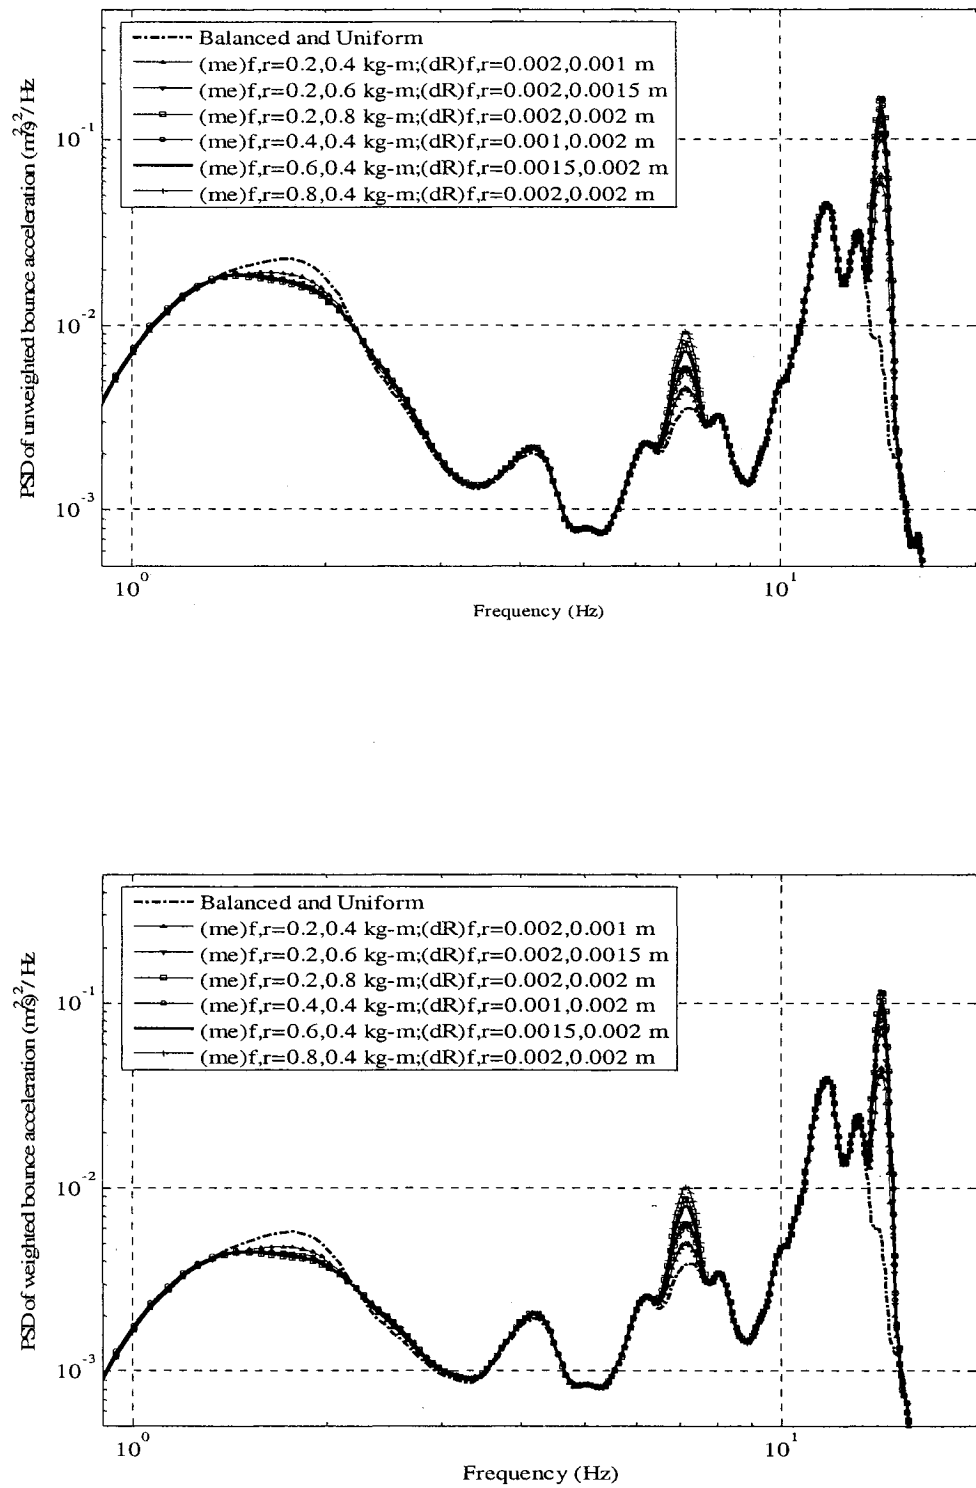 PSD of unweighted bounce acceleration (m/s²)²/Hz
Balanced and Uniform
(me)f,r=0.2,0.4 kg-m;(dR)f,r=0.002,0.001 m
(me)f,r=0.2,0.6 kg-m;(dR)f,r=0.002,0.0015 m
(me)f,r=0.2,0.8 kg-m;(dR)f,r=0.002,0.002 m
(me)f,r=0.4,0.4 kg-m;(dR)f,r=0.001,0.002 m
(me)f,r=0.6,0.4 kg-m;(dR)f,r=0.0015,0.002 m
(me)f,r=0.8,0.4 kg-m;(dR)f,r=0.002,0.002 m
10⁻¹
10⁻²
10⁻³
10⁰ 10¹
Frequency (Hz)
PSD of weighted bounce acceleration (m/s²)²/Hz
Balanced and Uniform
(me)f,r=0.2,0.4 kg-m;(dR)f,r=0.002,0.001 m
(me)f,r=0.2,0.6 kg-m;(dR)f,r=0.002,0.0015 m
(me)f,r=0.2,0.8 kg-m;(dR)f,r=0.002,0.002 m
(me)f,r=0.4,0.4 kg-m;(dR)f,r=0.001,0.002 m
(me)f,r=0.6,0.4 kg-m;(dR)f,r=0.0015,0.002 m
(me)f,r=0.8,0.4 kg-m;(dR)f,r=0.002,0.002 m
10⁻¹
10⁻²
10⁻³
10⁰ 10¹
Frequency (Hz)